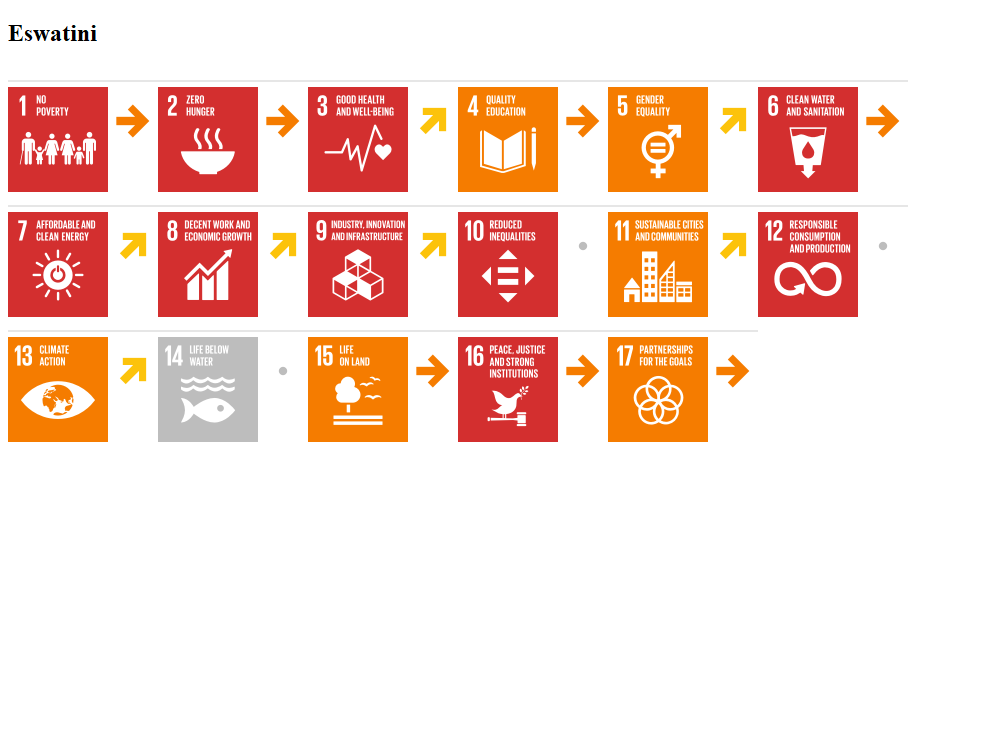 Eswatini
1 NO
POVERTY
2 ZERO
HUNGER
3 GOOD HEALTH
AND WELL-BEING
4 QUALITY
EDUCATION
5 GENDER
EQUALITY
6 CLEAN WATER
AND SANITATION
7 AFFORDABLE AND
CLEAN ENERGY
8 DECENT WORK AND
ECONOMIC GROWTH
9 INDUSTRY, INNOVATION
AND INFRASTRUCTURE
10 REDUCED
INEQUALITIES
11 SUSTAINABLE CITIES
AND COMMUNITIES
12 RESPONSIBLE
CONSUMPTION
AND PRODUCTION
13 CLIMATE
ACTION
14 LIFE BELOW
WATER
15 LIFE
ON LAND
16 PEACE, JUSTICE
AND STRONG
INSTITUTIONS
17 PARTNERSHIPS
FOR THE GOALS